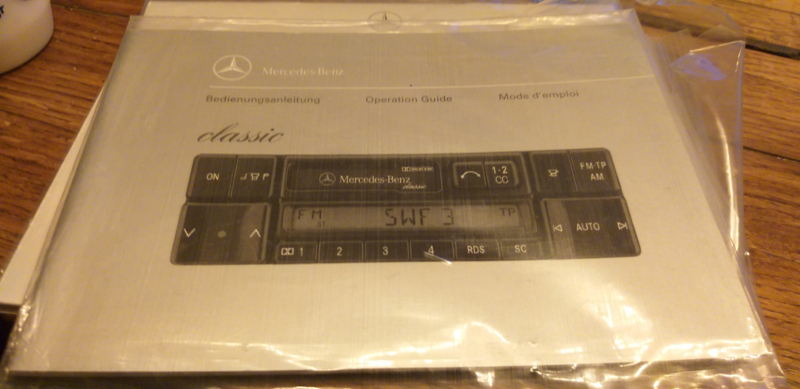 Mercedes-Benz
Bedienungsanleitung Operation Guide Mode d'emploi
classic
ON FM TP AM
Mercedes-Benz classic 1-2 CC
FM SWF 3 TP
AUTO
1 2 3 4 RDS SC